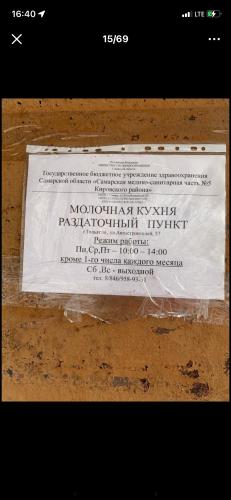 16:40
LTE
15/69
Государственное бюджетное учреждение здравоохранения
Самарской области «Самарская медико-санитарная часть №5
Кировского района»
МОЛОЧНАЯ КУХНЯ
РАЗДАТОЧНЫЙ ПУНКТ
Режим работы:
Пн,Ср,Пт – 10:00 - 14:00
кроме 1-го числа каждого месяца
Сб ,Вс - выходной